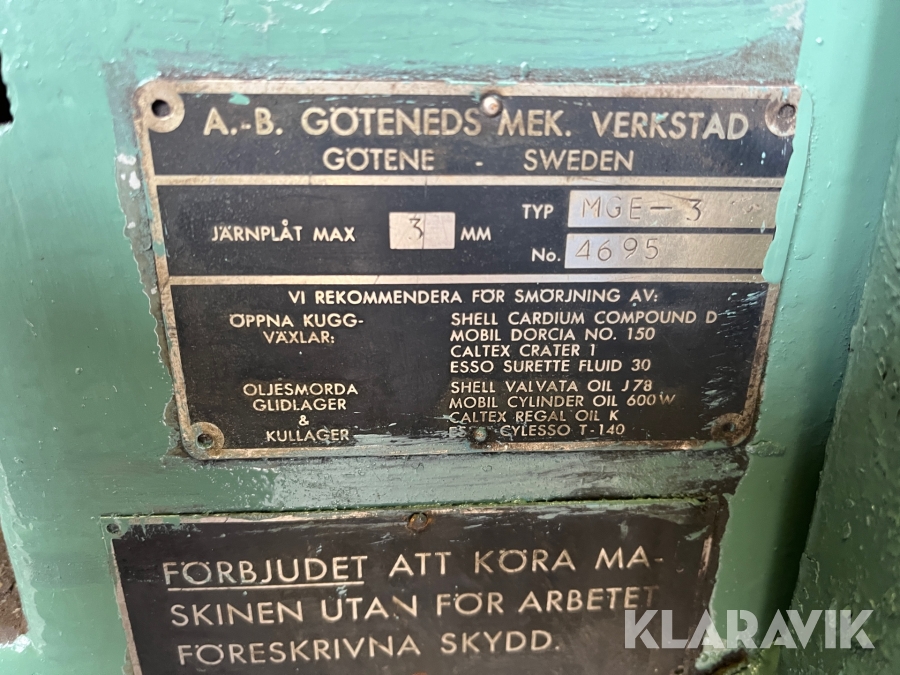 A.-B. GÖTENEDS MEK. VERKSTAD
GÖTENE - SWEDEN
JÄRNPLÅT MAX 3 MM
TYP MGE-3
No. 4695
VI REKOMMENDERA FÖR SMÖRJNING AV:
ÖPPNA KUGG-
VÄXLAR:
SHELL CARDIUM COMPOUND D
MOBIL DORCIA NO. 150
CALTEX CRATER 1
ESSO SURETTE FLUID 30
OLJESMORDA
GLIDLAGER
&
KULLAGER
SHELL VALVATA OIL J 78
MOBIL CYLINDER OIL 600 W
CALTEX REGAL OIL K
ESSO CYLESSO T-140
FÖRBJUDET ATT KÖRA MA-
SKINEN UTAN FÖR ARBETET
FÖRESKRIVNA SKYDD.
KLARAVIK